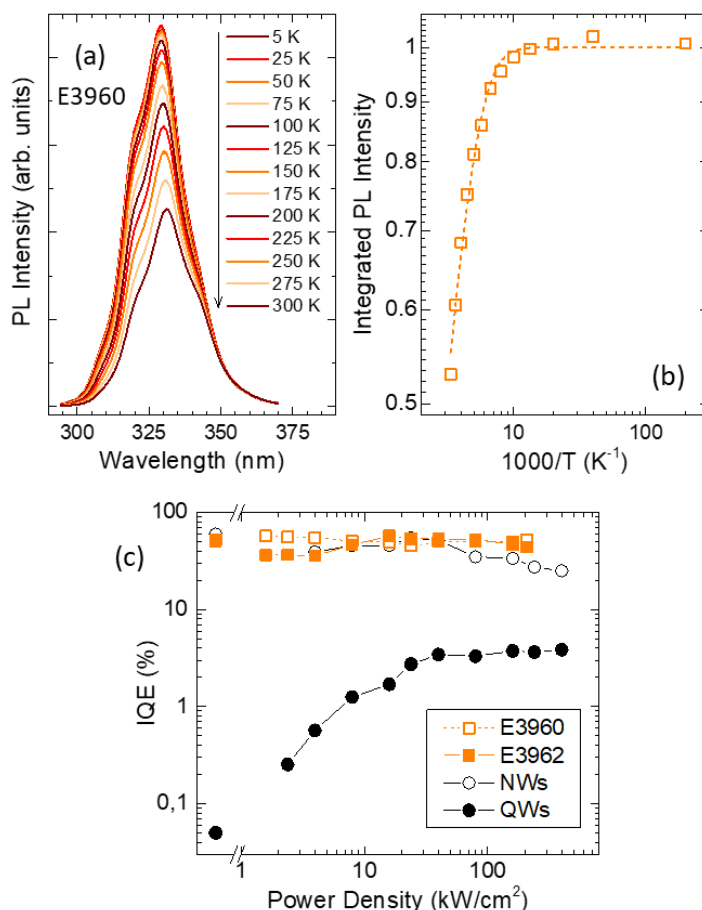 (a)
E3960
5 K
25 K
50 K
75 K
100 K
125 K
150 K
175 K
200 K
225 K
250 K
275 K
300 K
PL Intensity (arb. units)
300 325 350 375
Wavelength (nm)
1
0.9
0.8
0.7
0.6
0.5
Integrated PL Intensity
(b)
10 100
1000/T (K⁻¹)
(c)
100
10
1
0,1
IQE (%)
E3960
E3962
NWs
QWs
1 10 100
Power Density (kW/cm²)